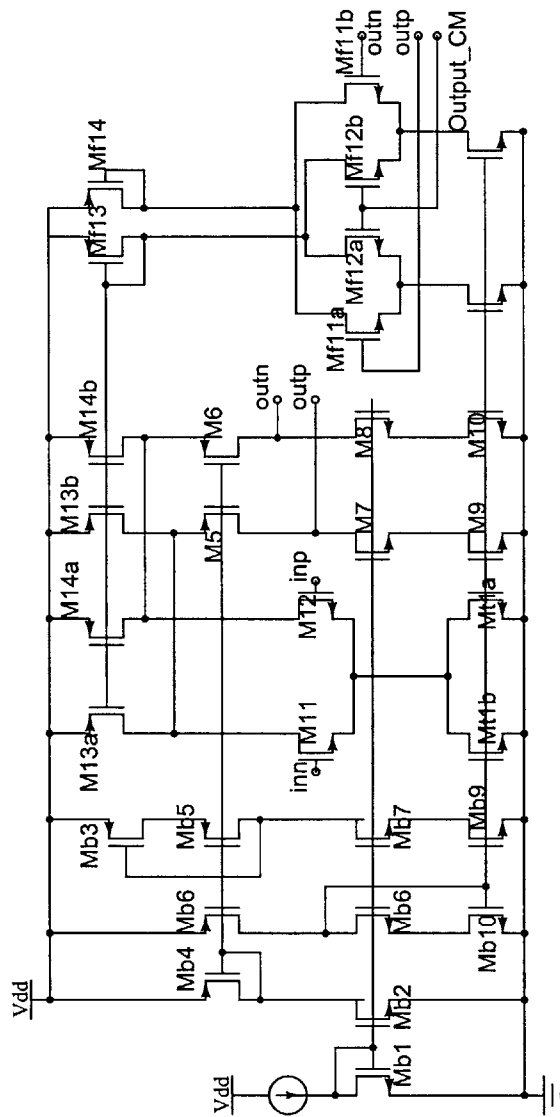 Vdd
Vdd
Mb1
Mb2
Mb4
Mb6
Mb6
Mb10
Mb3
Mb5
Mb7
Mb9
M13a
M14a
M13b
M14b
inn
M11
M12
inp
Mt1b
Mt1a
M5
M6
outn
outp
M7
M8
M9
M10
Mf13
Mf14
Mf11a
Mf12a
Mf12b
Mf11b
outn
outp
Output_CM